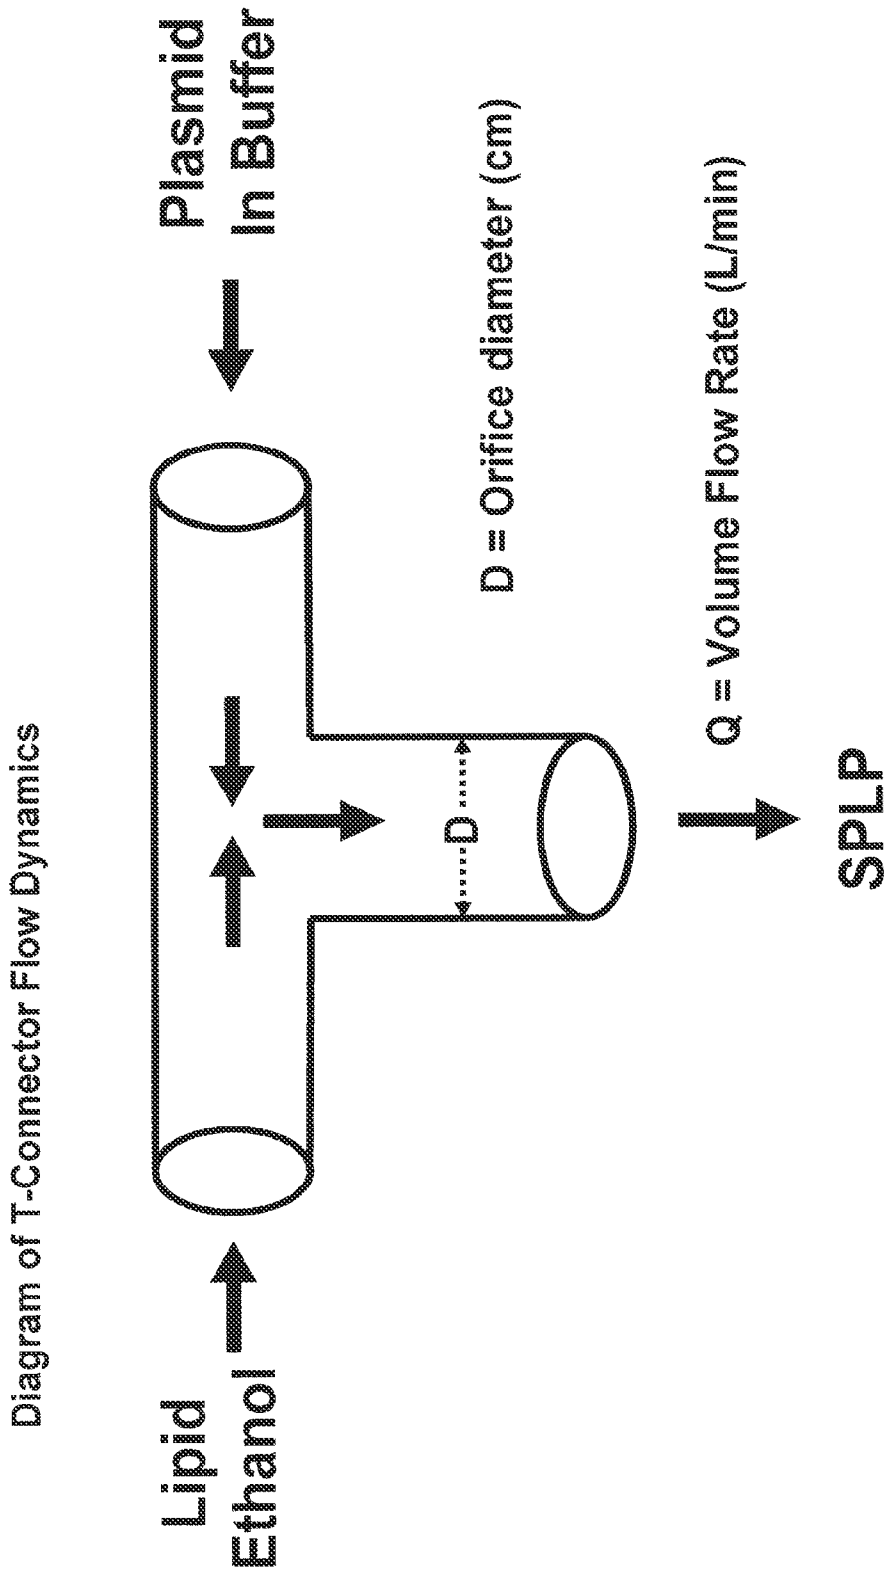 Diagram of T-Connector Flow Dynamics
Lipid
Ethanol
Plasmid
In Buffer
D
D = Orifice diameter (cm)
Q = Volume Flow Rate (L/min)
SPLP